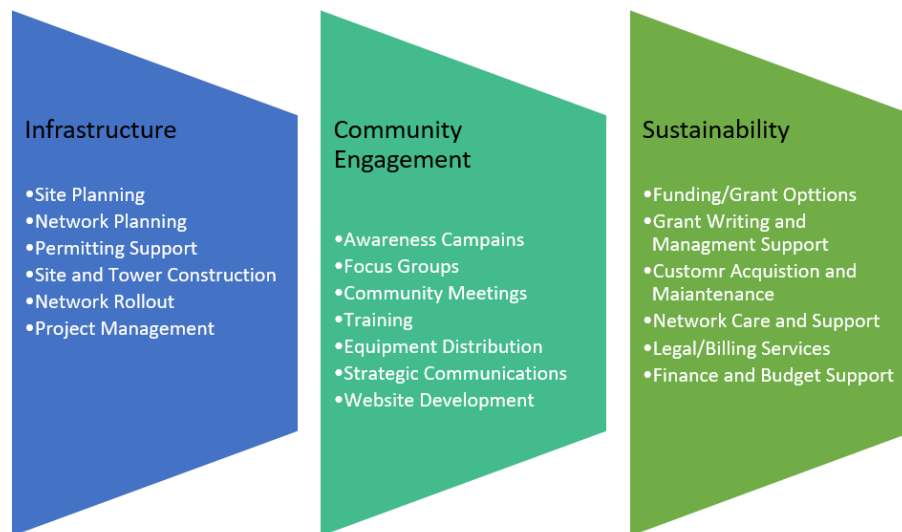 Infrastructure
•Site Planning
•Network Planning
•Permitting Support
•Site and Tower Construction
•Network Rollout
•Project Management
Community
Engagement
•Awareness Campains
•Focus Groups
•Community Meetings
•Training
•Equipment Distribution
•Strategic Communications
•Website Development
Sustainability
•Funding/Grant Opttions
•Grant Writing and
Managment Support
•Customr Acquistion and
Maiantenance
•Network Care and Support
•Legal/Billing Services
•Finance and Budget Support